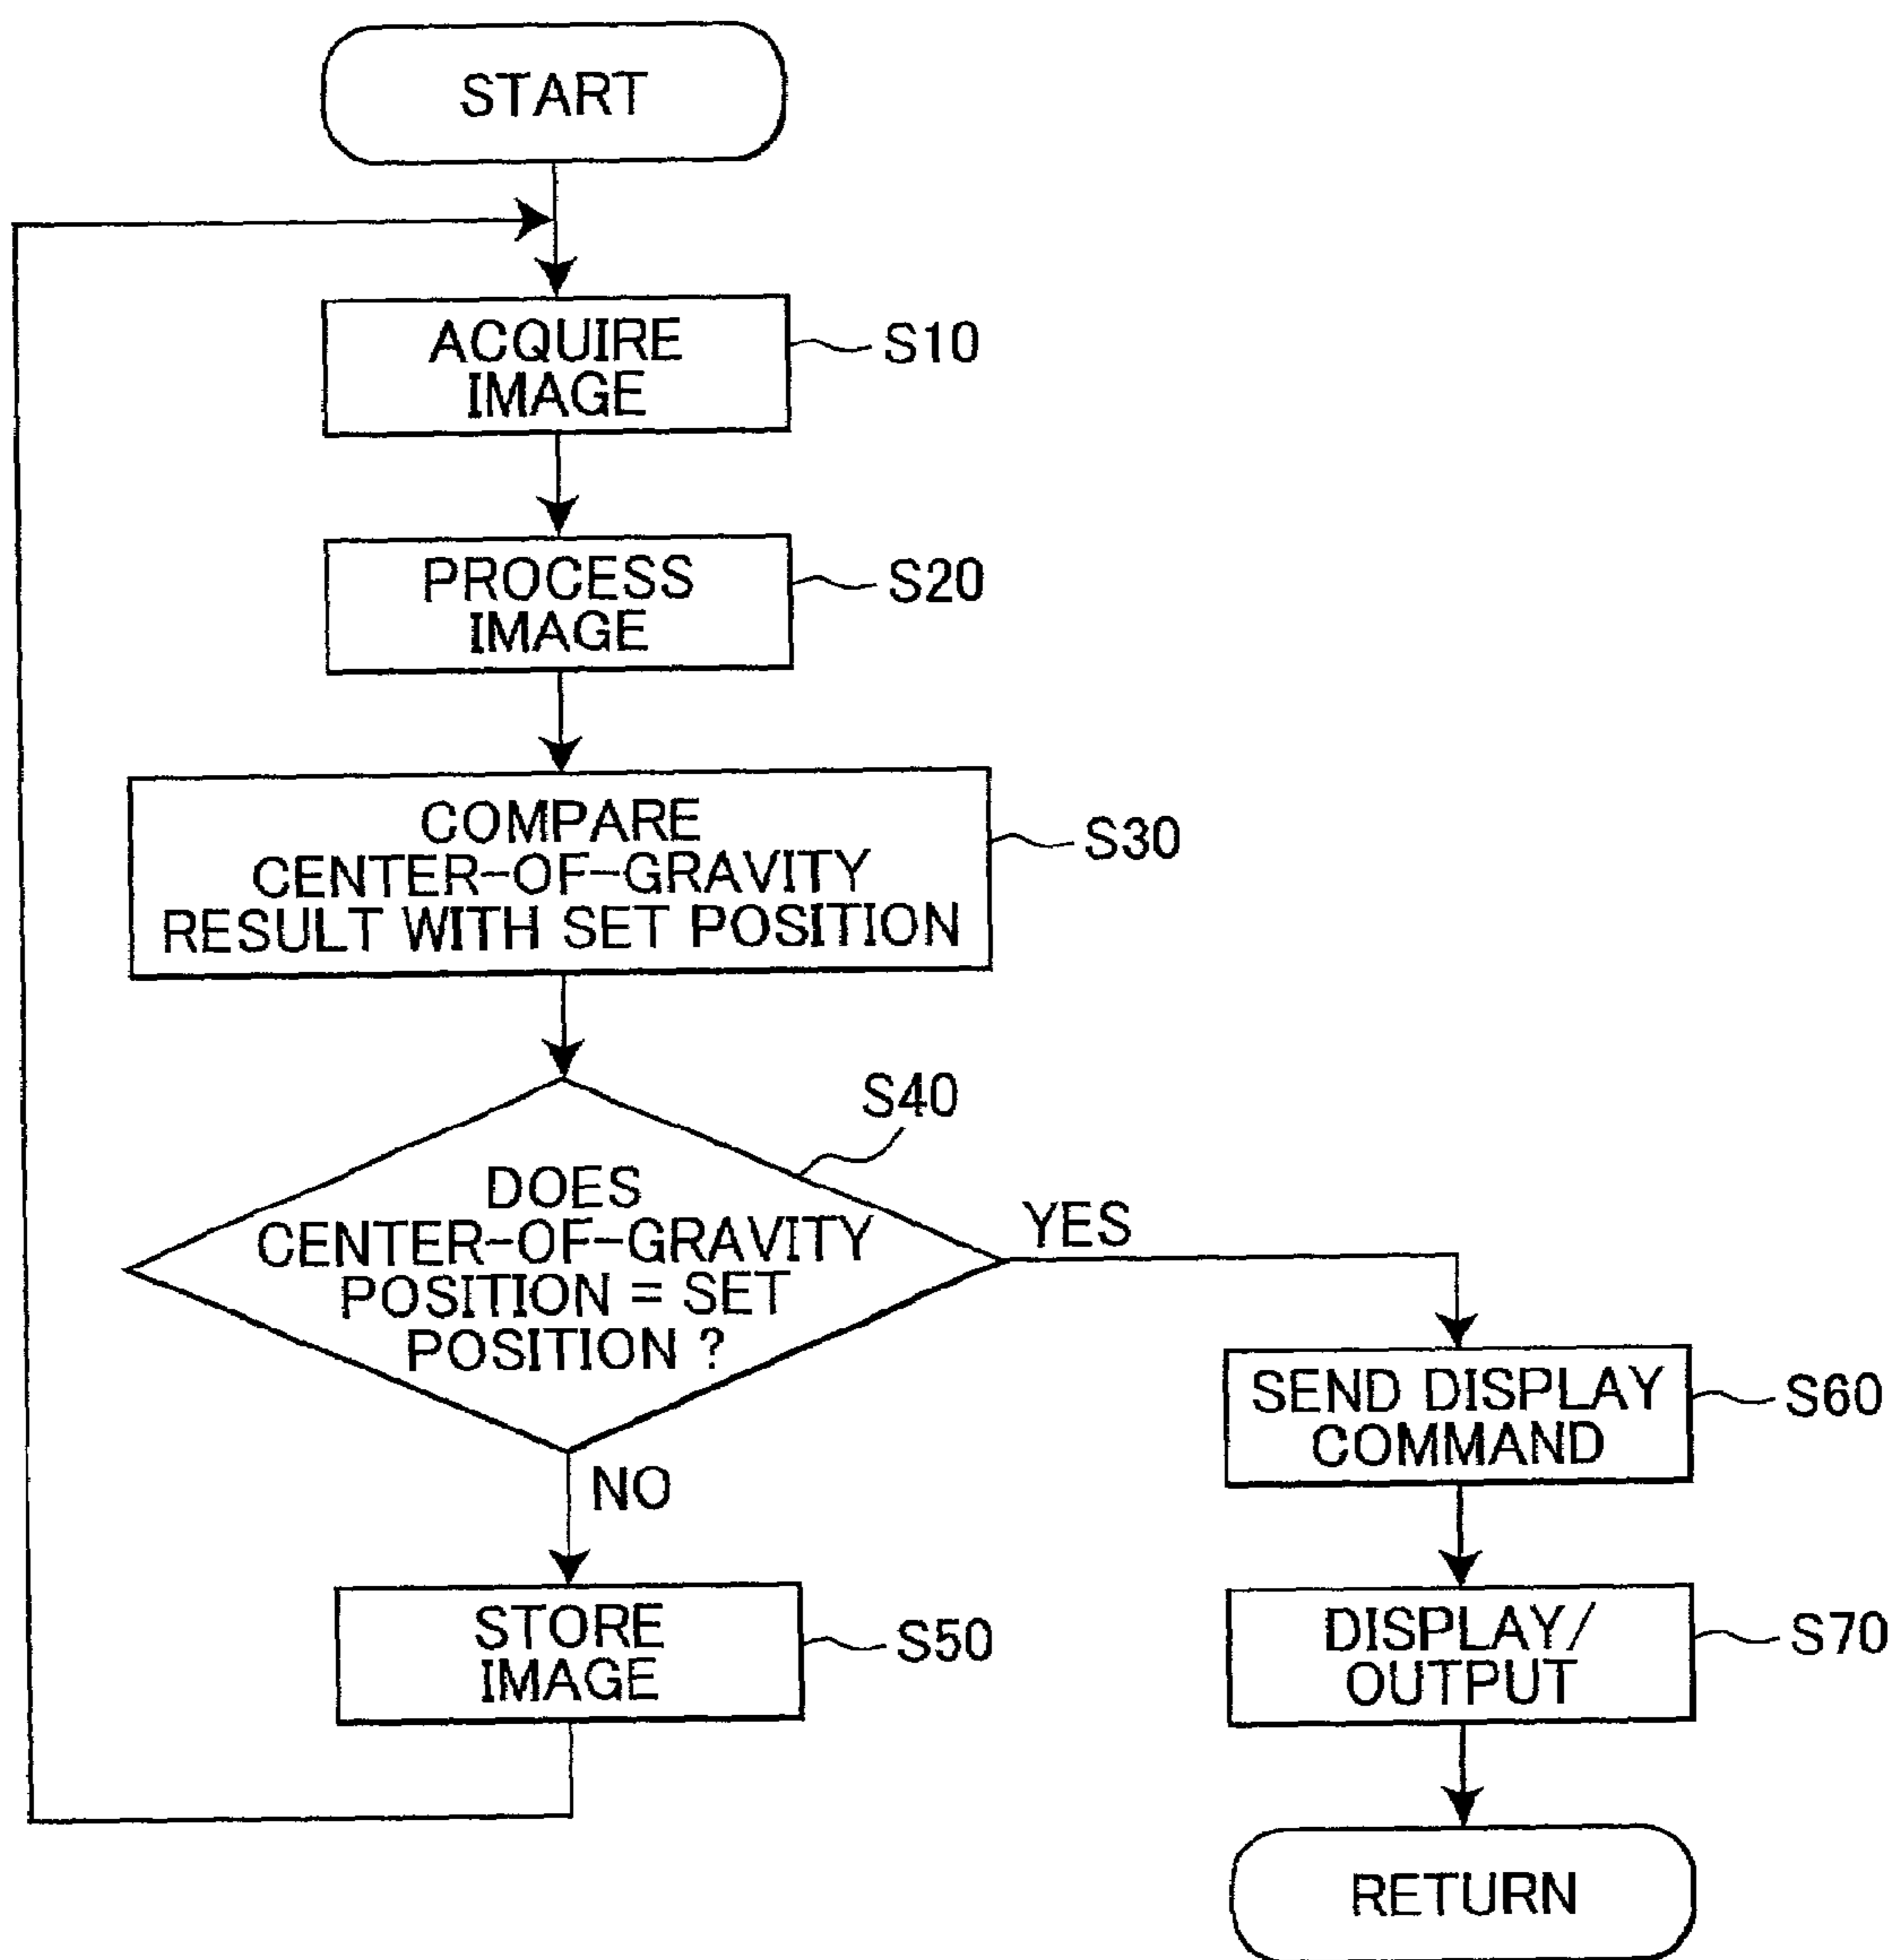 START
ACQUIRE
IMAGE
S10
PROCESS
IMAGE
S20
COMPARE
CENTER-OF-GRAVITY
RESULT WITH SET POSITION
S30
S40
DOES
CENTER-OF-GRAVITY
POSITION = SET
POSITION ?
YES
NO
STORE
IMAGE
S50
SEND DISPLAY
COMMAND
S60
DISPLAY/
OUTPUT
S70
RETURN